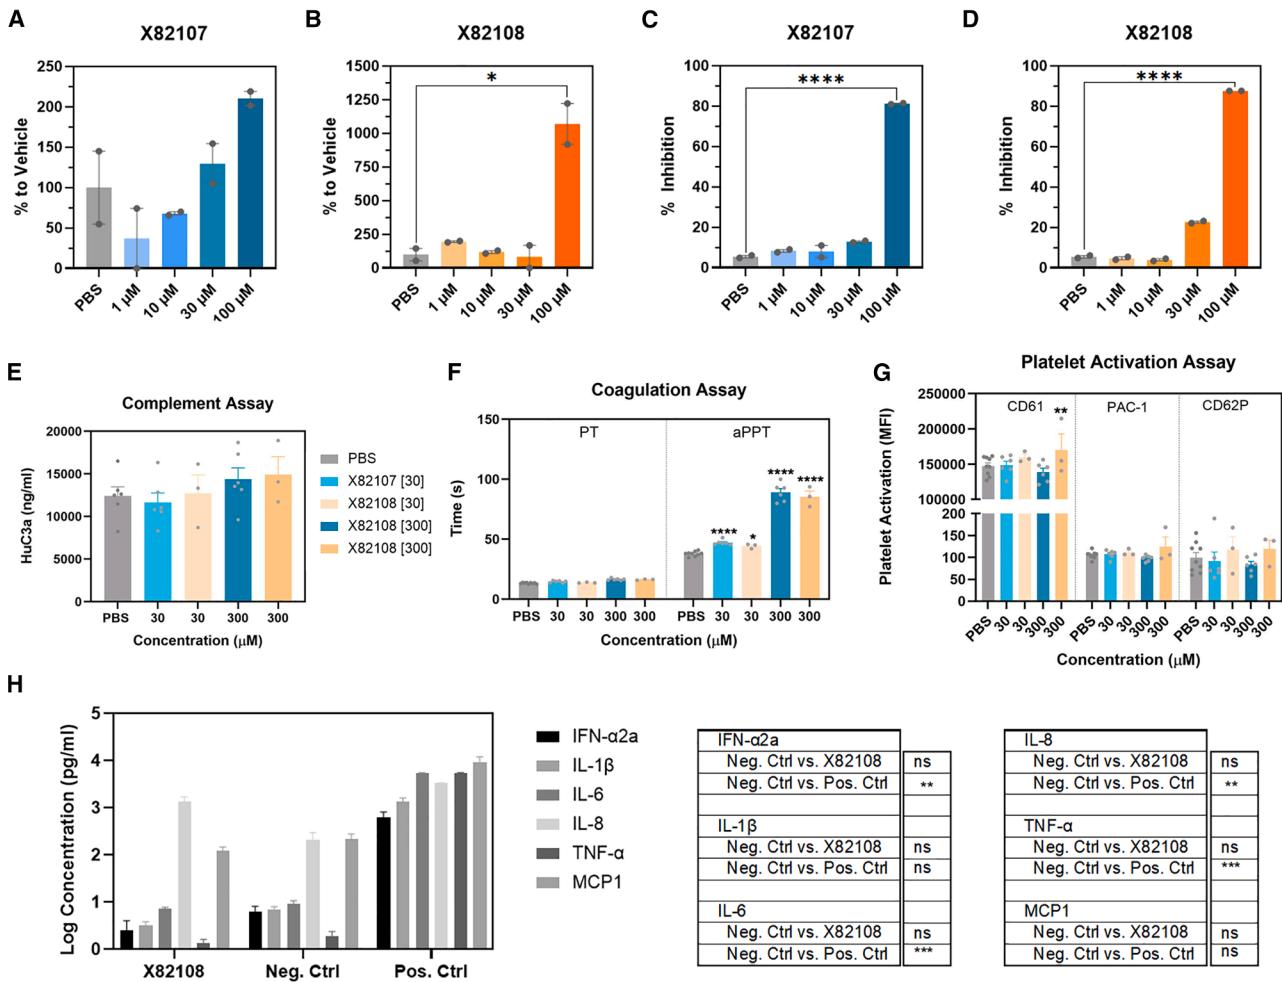 A
X82107
% to Vehicle
250
200
150
100
50
0
PBS
1 μM
10 μM
30 μM
100 μM
B
X82108
% to Vehicle
1500
1250
1000
750
500
250
0
*
PBS
1 μM
10 μM
30 μM
100 μM
C
X82107
% Inhibition
100
80
60
40
20
0
****
PBS
1 μM
10 μM
30 μM
100 μM
D
X82108
% Inhibition
100
80
60
40
20
0
****
PBS
1 μM
10 μM
30 μM
100 μM
E
Complement Assay
HuC3a (ng/ml)
20000
15000
10000
5000
0
PBS
30
30
300
300
Concentration (μM)
PBS
X82107 [30]
X82108 [30]
X82108 [300]
X82108 [300]
F
Coagulation Assay
Time (s)
150
100
50
0
PT
aPPT
****
*
****
****
PBS
30
30
300
300
PBS
30
30
300
300
Concentration (μM)
G
Platelet Activation Assay
Platelet Activation (MFI)
250000
200000
150000
100000
200
150
100
50
0
CD61
PAC-1
CD62P
**
PBS
30
30
300
300
PBS
30
30
300
300
PBS
30
30
300
300
Concentration (μM)
H
Log Concentration (pg/ml)
5
4
3
2
1
0
X82108
Neg. Ctrl
Pos. Ctrl
IFN-α2a
IL-1β
IL-6
IL-8
TNF-α
MCP1
IFN-α2a
Neg. Ctrl vs. X82108 ns
Neg. Ctrl vs. Pos. Ctrl **
IL-1β
Neg. Ctrl vs. X82108 ns
Neg. Ctrl vs. Pos. Ctrl ns
IL-6
Neg. Ctrl vs. X82108 ns
Neg. Ctrl vs. Pos. Ctrl ***
IL-8
Neg. Ctrl vs. X82108 ns
Neg. Ctrl vs. Pos. Ctrl **
TNF-α
Neg. Ctrl vs. X82108 ns
Neg. Ctrl vs. Pos. Ctrl ***
MCP1
Neg. Ctrl vs. X82108 ns
Neg. Ctrl vs. Pos. Ctrl ns